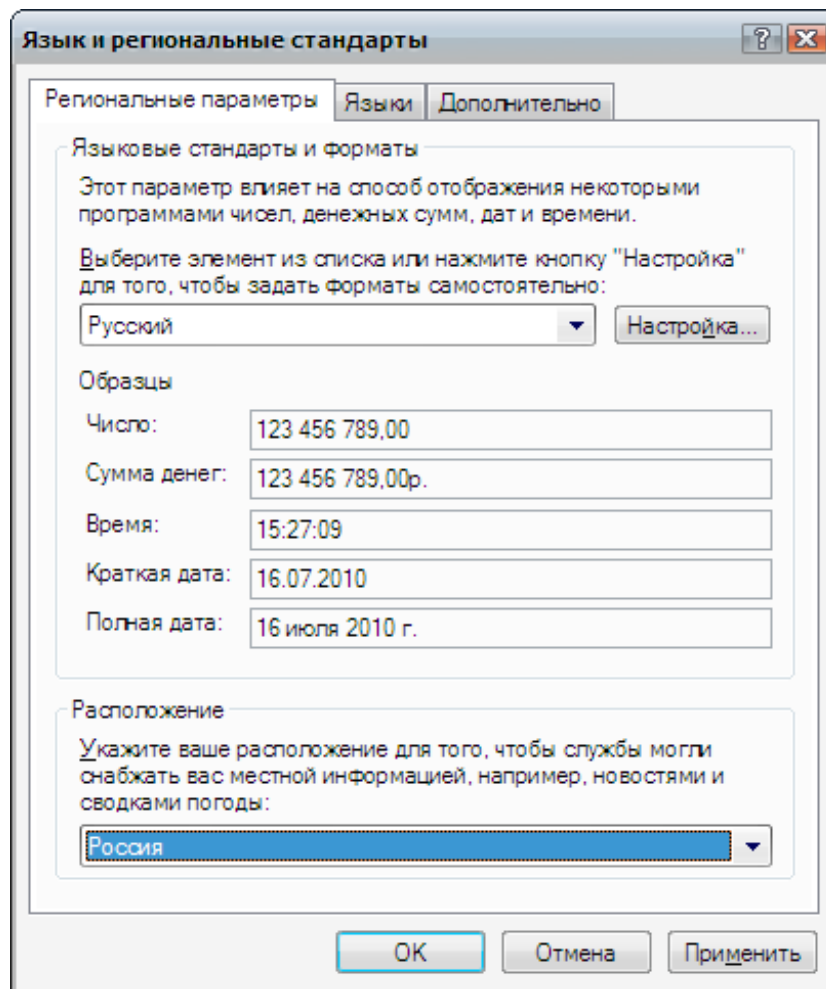 Язык и региональные стандарты
Региональные параметры Языки Дополнительно
Языковые стандарты и форматы
Этот параметр влияет на способ отображения некоторыми
программами чисел, денежных сумм, дат и времени.
Выберите элемент из списка или нажмите кнопку "Настройка"
для того, чтобы задать форматы самостоятельно:
Русский Настройка...
Образцы
Число: 123 456 789,00
Сумма денег: 123 456 789,00р.
Время: 15:27:09
Краткая дата: 16.07.2010
Полная дата: 16 июля 2010 г.
Расположение
Укажите ваше расположение для того, чтобы службы могли
снабжать вас местной информацией, например, новостями и
сводками погоды:
Россия
OK Отмена Применить